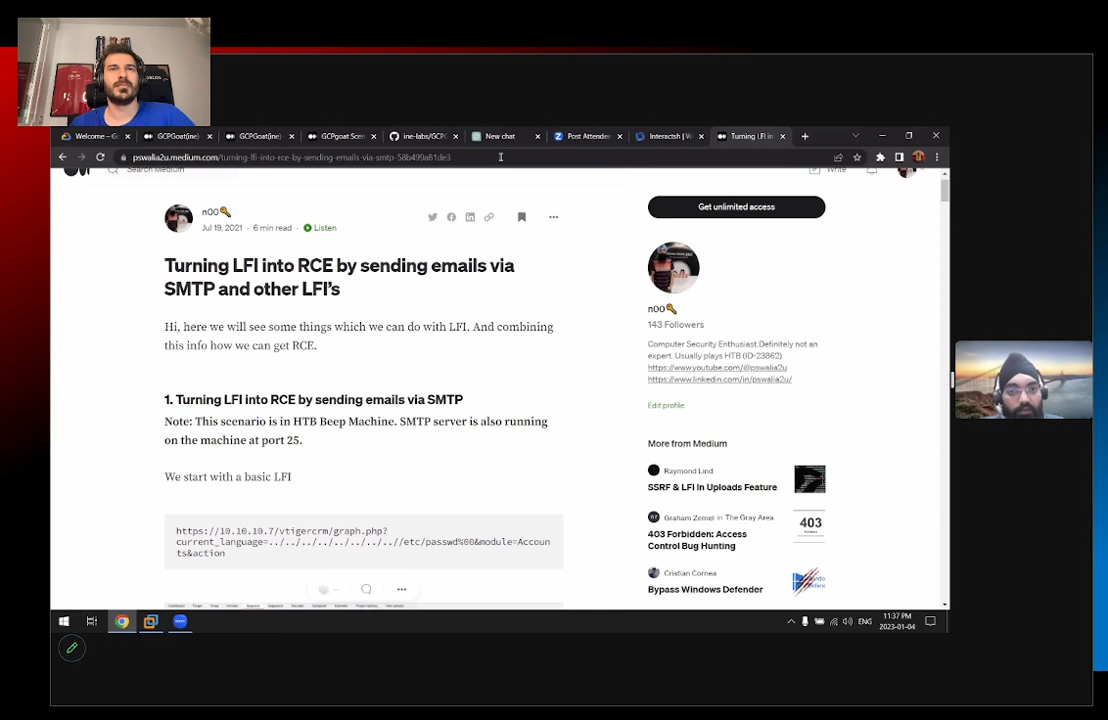 Welcome – G
GCPGoat(ine)
GCPGoat(ine)
GCPgoat Scen
ine-labs/GCP
New chat
Post Attende
Interactsh | W
Turning LFI in
pswalia2u.medium.com/turning-lfi-into-rce-by-sending-emails-via-smtp-58b499a81de3
Search Medium
Write
n00🔑
Jul 19, 2021 · 6 min read · Listen
Turning LFI into RCE by sending emails via
SMTP and other LFI's
Hi, here we will see some things which we can do with LFI. And combining
this info how we can get RCE.
1. Turning LFI into RCE by sending emails via SMTP
Note: This scenario is in HTB Beep Machine. SMTP server is also running
on the machine at port 25.
We start with a basic LFI
https://10.10.10.7/vtigercrm/graph.php?
current_language=../../../../../../../..//etc/passwd%00&module=Accoun
ts&action
Get unlimited access
n00🔑
143 Followers
Computer Security Enthusiast,Definitely not an
expert. Usually plays HTB (ID-23862).
https://www.youtube.com/@pswalia2u
https://www.linkedin.com/in/pswalia2u/
Edit profile
More from Medium
Raymond Lind
SSRF & LFI In Uploads Feature
Graham Zemel in The Gray Area
403 Forbidden: Access
Control Bug Hunting
403
Cristian Cornea
Bypass Windows Defender
ENG
11:37 PM
2023-01-04